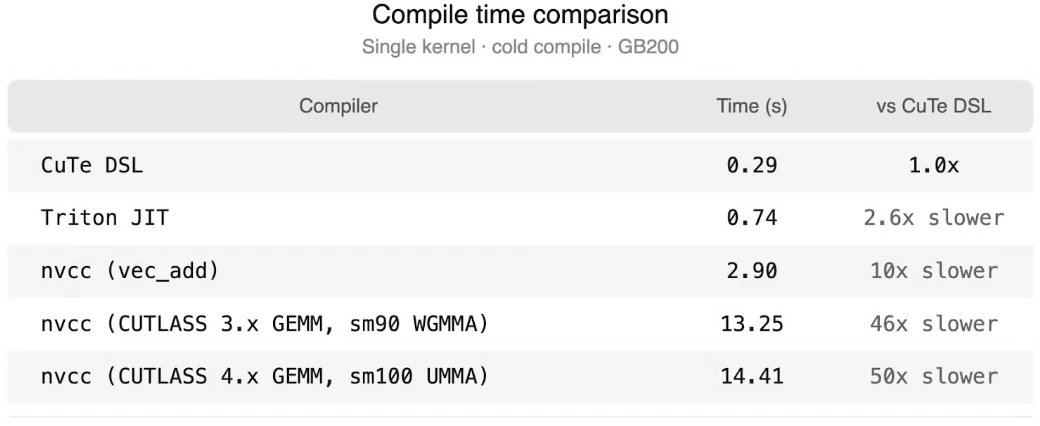 Compile time comparison
Single kernel · cold compile · GB200
Compiler Time (s) vs CuTe DSL
CuTe DSL 0.29 1.0x
Triton JIT 0.74 2.6x slower
nvcc (vec_add) 2.90 10x slower
nvcc (CUTLASS 3.x GEMM, sm90 WGMMA) 13.25 46x slower
nvcc (CUTLASS 4.x GEMM, sm100 UMMA) 14.41 50x slower